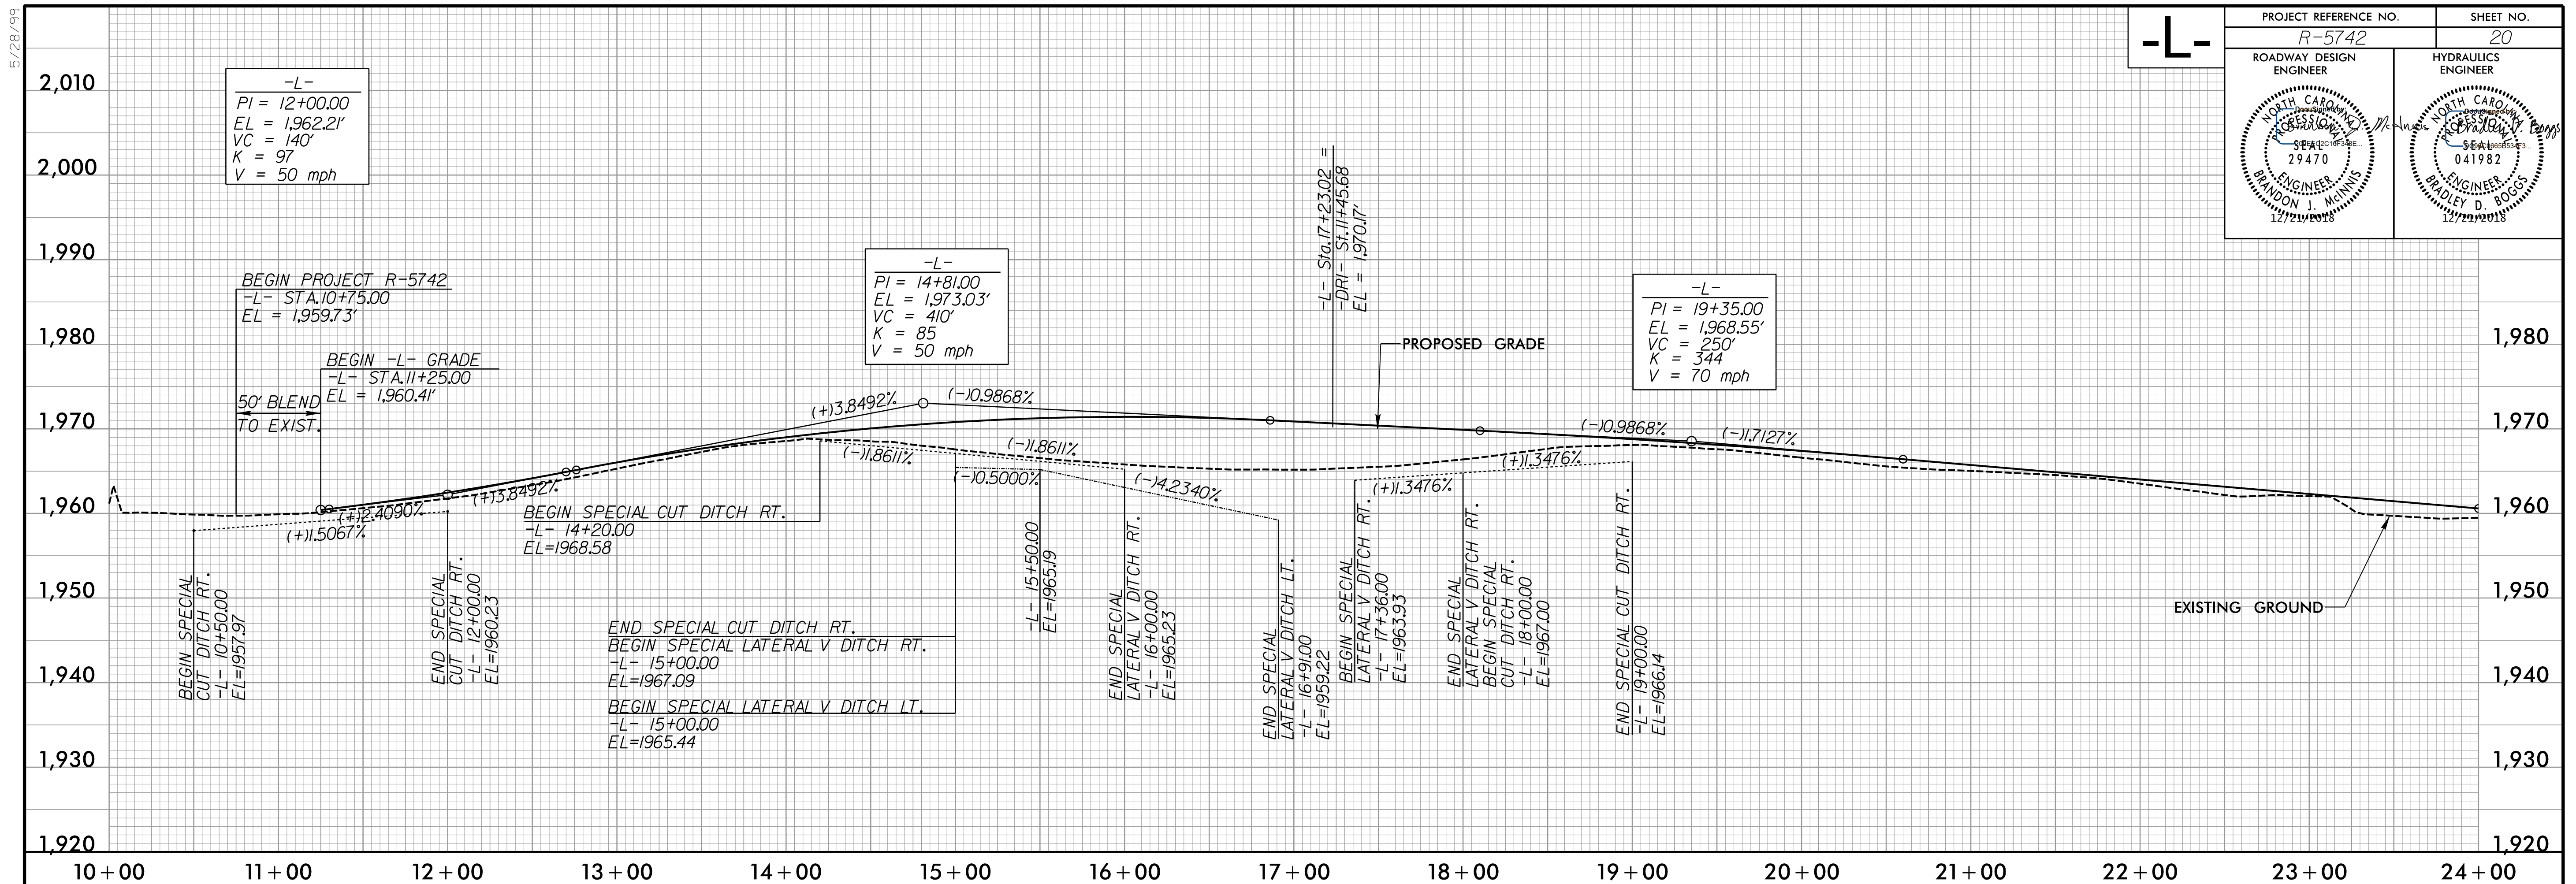 5/28/99
-L-
PROJECT REFERENCE NO.
SHEET NO.
R-5742
20
ROADWAY DESIGN
ENGINEER
HYDRAULICS
ENGINEER
NORTH CAROLINA
PROFESSIONAL
SEAL
29470
ENGINEER
BRANDON J. McINNIS
12/21/2018
NORTH CAROLINA
PROFESSIONAL
SEAL
041982
ENGINEER
BRADLEY D. BOGGS
12/21/2018
2,010
2,000
1,990
1,980
1,970
1,960
1,950
1,940
1,930
1,920
-L-
PI = 12+00.00
EL = 1,962.21'
VC = 140'
K = 97
V = 50 mph
BEGIN PROJECT R-5742
-L- STA.10+75.00
EL = 1,959.73'
BEGIN -L- GRADE
-L- STA.11+25.00
EL = 1,960.41'
50' BLEND
TO EXIST.
-L-
PI = 14+81.00
EL = 1,973.03'
VC = 410'
K = 85
V = 50 mph
-L- Sta.17+23.02 =
-DR1- St.11+45.68
EL = 1,970.17'
PROPOSED GRADE
-L-
PI = 19+35.00
EL = 1,968.55'
VC = 250'
K = 344
V = 70 mph
(+)3.8492%
(-)0.9868%
(-)0.9868%
(-)1.7127%
(-)1.8611%
(-)1.8611%
(+)1.3476%
(+)1.3476%
(-)0.5000%
(-)4.2340%
(+)3.8492%
(+)2.4090%
(+)1.5067%
BEGIN SPECIAL CUT DITCH RT.
-L- 14+20.00
EL=1968.58
BEGIN SPECIAL
CUT DITCH RT.
-L- 10+50.00
EL=1957.97
END SPECIAL
CUT DITCH RT.
-L- 12+00.00
EL=1960.23
END SPECIAL CUT DITCH RT.
BEGIN SPECIAL LATERAL V DITCH RT.
-L- 15+00.00
EL=1967.09
BEGIN SPECIAL LATERAL V DITCH LT.
-L- 15+00.00
EL=1965.44
-L- 15+50.00
EL=1965.19
END SPECIAL
LATERAL V DITCH RT.
-L- 16+00.00
EL=1965.23
END SPECIAL
LATERAL V DITCH LT.
-L- 16+91.00
EL=1959.22
BEGIN SPECIAL
LATERAL V DITCH RT.
-L- 17+36.00
EL=1963.93
END SPECIAL
LATERAL V DITCH RT.
BEGIN SPECIAL
CUT DITCH RT.
-L- 18+00.00
EL=1967.00
END SPECIAL CUT DITCH RT.
-L- 19+00.00
EL=1966.14
EXISTING GROUND
1,980
1,970
1,960
1,950
1,940
1,930
1,920
10+00
11+00
12+00
13+00
14+00
15+00
16+00
17+00
18+00
19+00
20+00
21+00
22+00
23+00
24+00